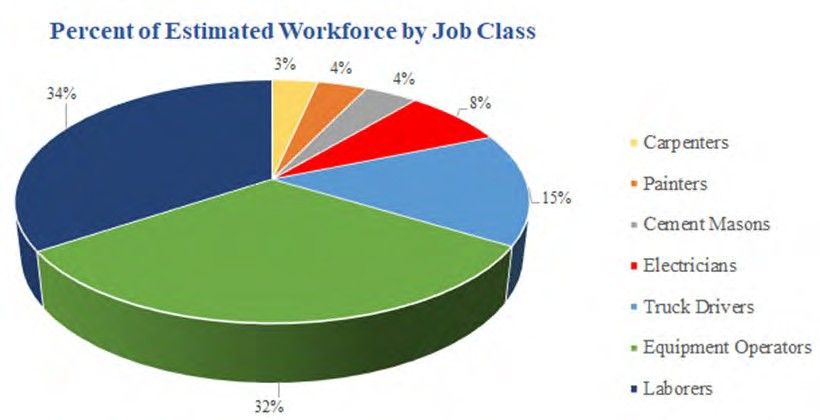 Percent of Estimated Workforce by Job Class
3%
4%
4%
8%
34%
15%
32%
Carpenters
Painters
Cement Masons
Electricians
Truck Drivers
Equipment Operators
Laborers